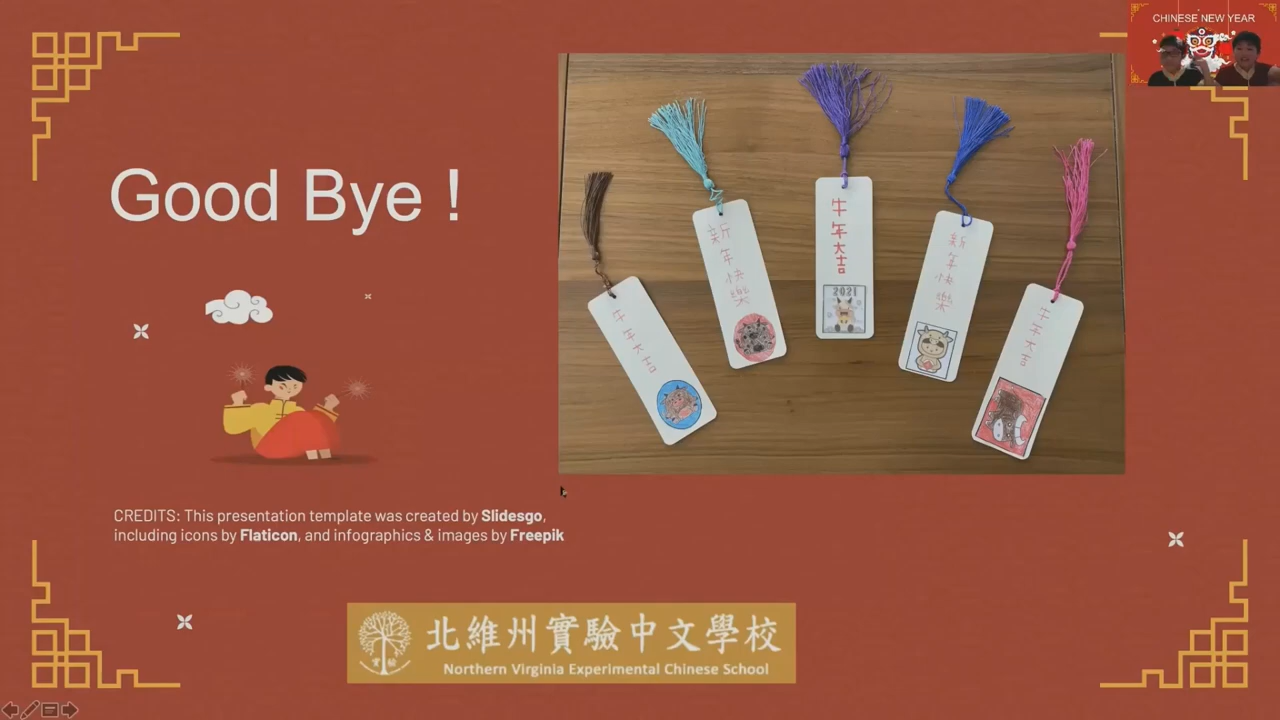 CHINESE NEW YEAR
Good Bye !
牛年大吉
新年快樂
牛年大吉
2021
新年快樂
牛年大吉
CREDITS: This presentation template was created by Slidesgo,
including icons by Flaticon, and infographics & images by Freepik
實驗
北維州實驗中文學校
Northern Virginia Experimental Chinese School